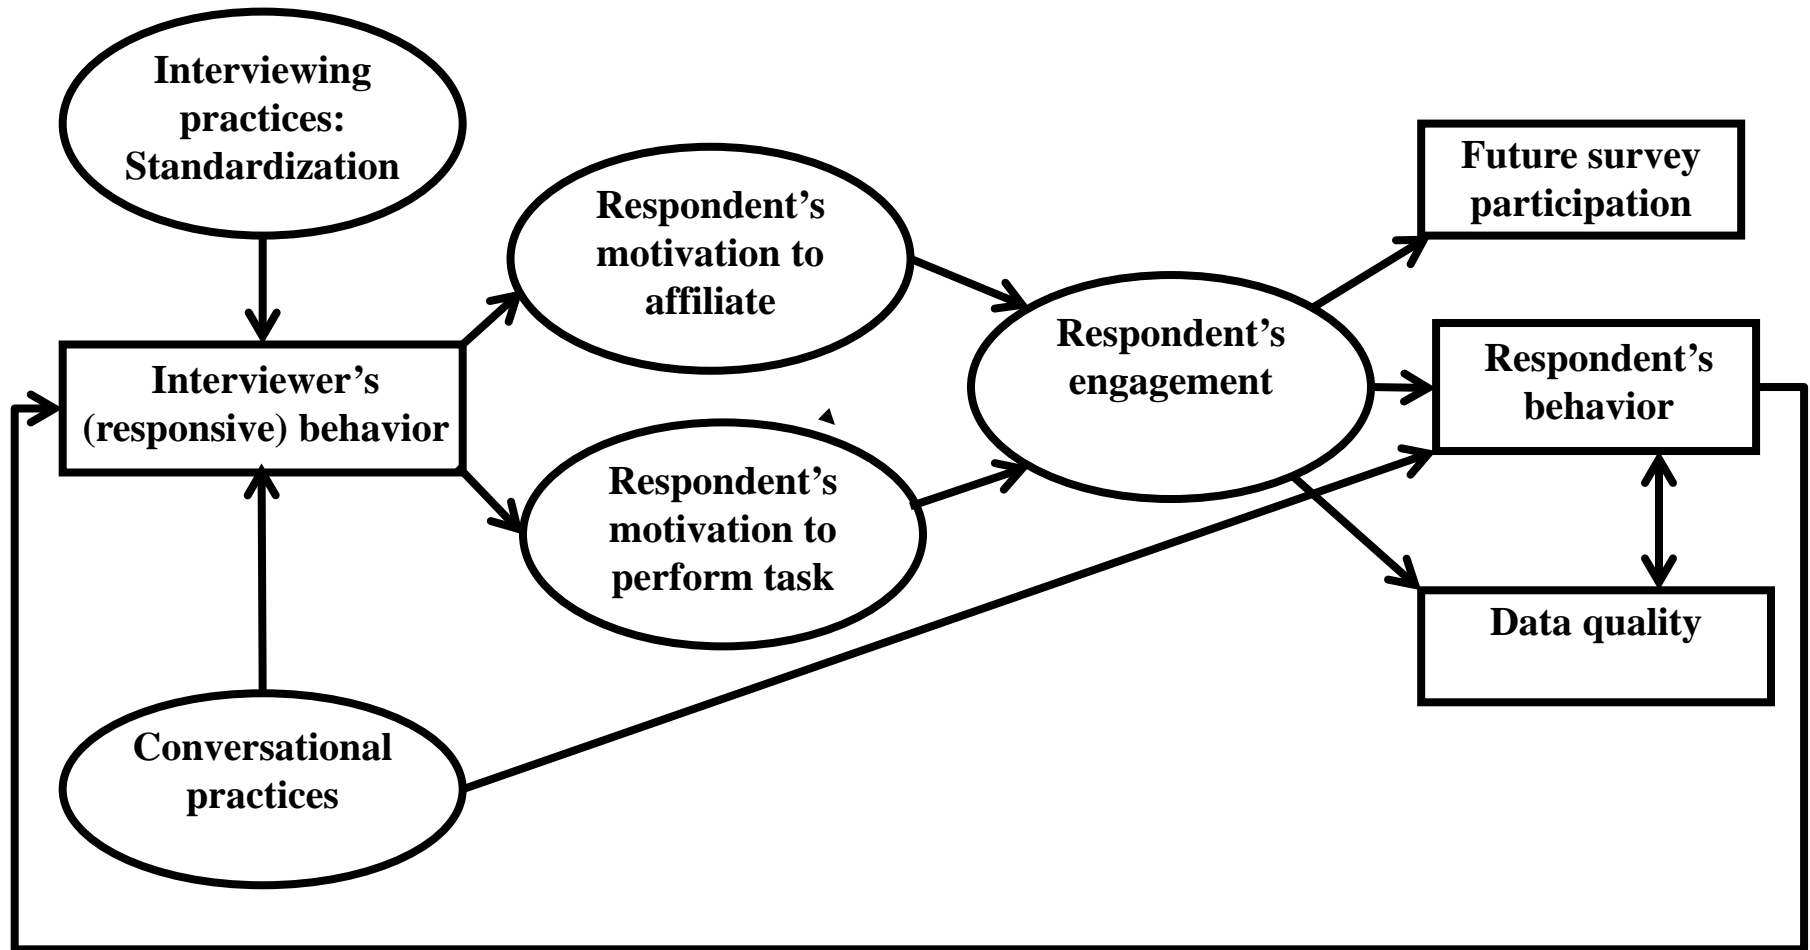 Interviewing
practices:
Standardization
Respondent’s
motivation to
affiliate
Future survey
participation
Interviewer’s
(responsive) behavior
Respondent’s
engagement
Respondent’s
behavior
Respondent’s
motivation to
perform task
Data quality
Conversational
practices